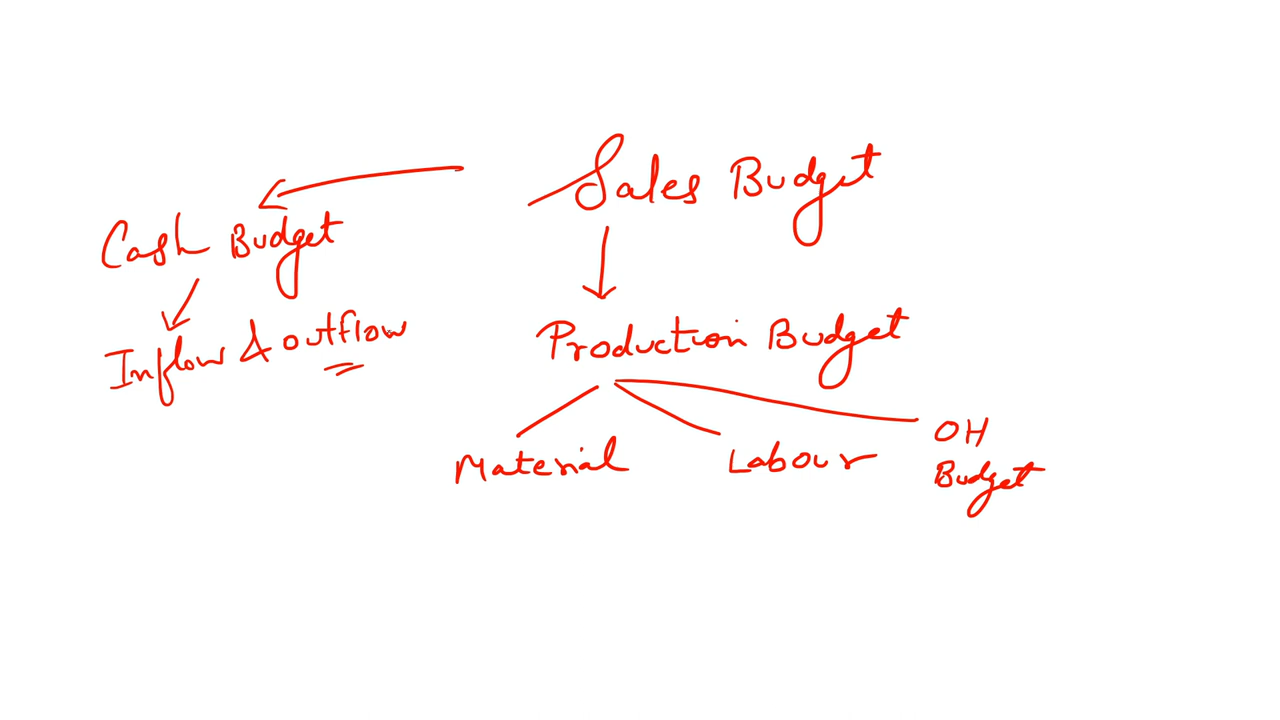 Sales Budget
Cash Budget
Inflow & outflow
Production Budget
Material
Labour
OH
Budget